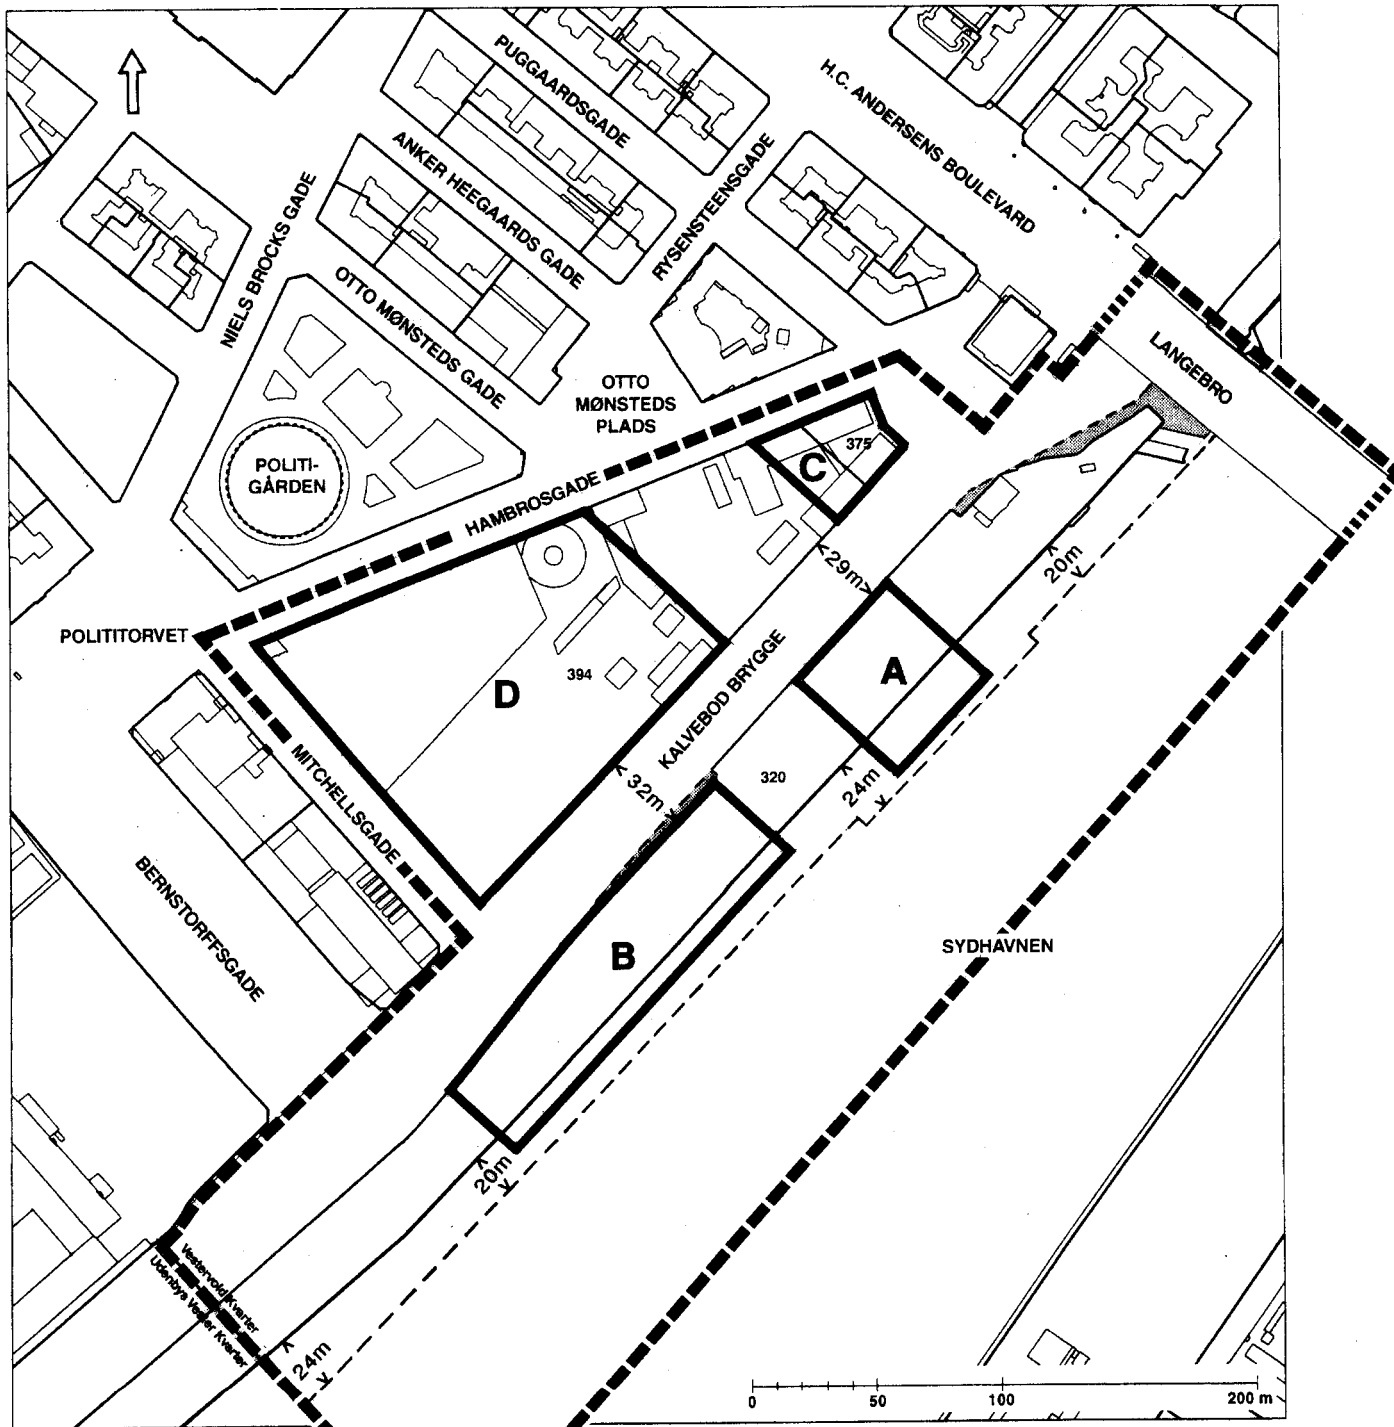 PUGGAARDSGADE
H.C. ANDERSENS BOULEVARD
ANKER HEEGAARDS GADE
RYSENSTEENSGADE
NIELS BROCKS GADE
OTTO MØNSTEDS GADE
LANGEBRO
OTTO
MØNSTEDS
PLADS
375
C
POLITI-
GÅRDEN
HAMBROSGADE
29m
20m
POLITITORVET
KALVEBOD BRYGGE
A
394
D
MITCHELLSGADE
32m
320
24m
BERNSTORFFSGADE
B
SYDHAVNEN
20m
Vestervold Kvarter
Udenbys Vester Kvarter
24m
0 50 100 200 m